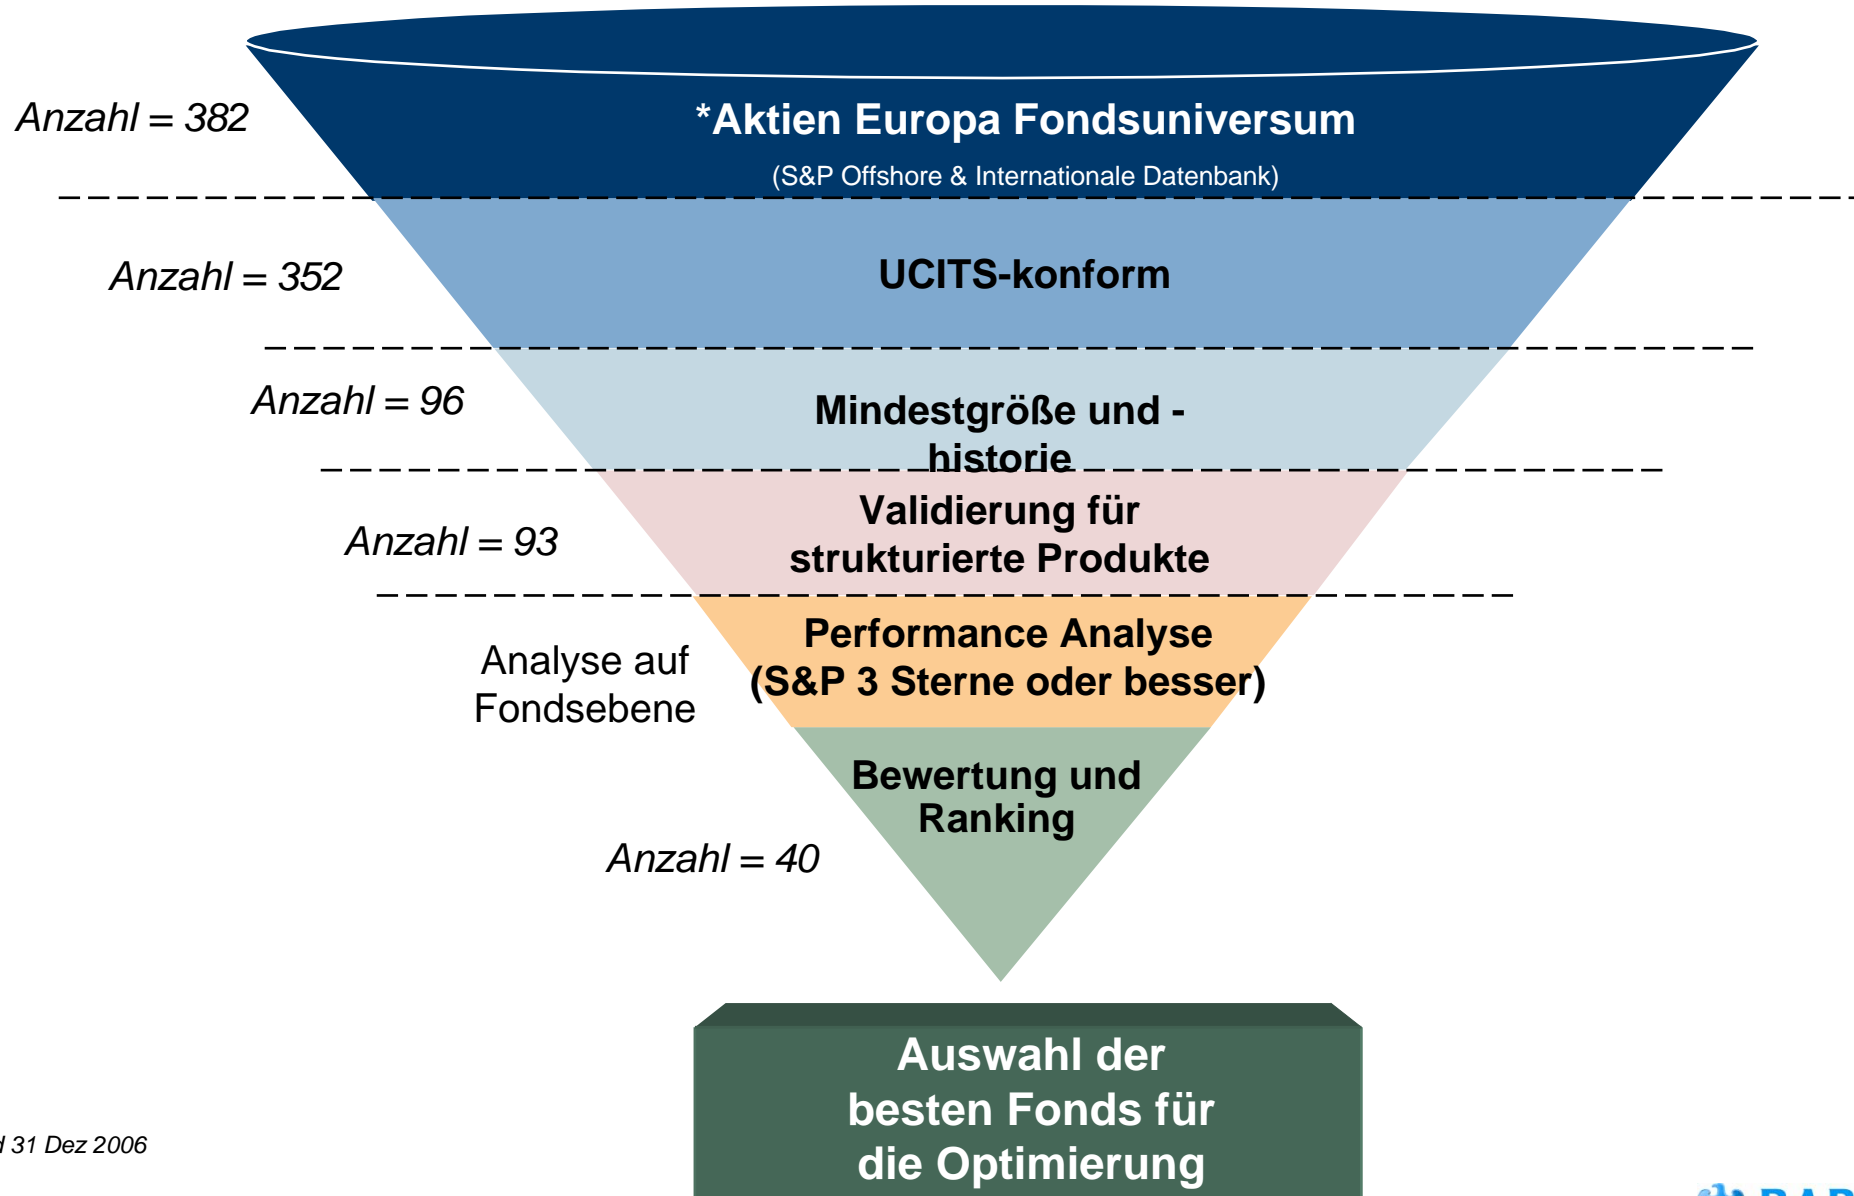 Anzahl = 382
*Aktien Europa Fondsuniversum
(S&P Offshore & Internationale Datenbank)
Anzahl = 352
UCITS-konform
Anzahl = 96
Mindestgröße und -
historie
Anzahl = 93
Validierung für
strukturierte Produkte
Analyse auf
Fondsebene
Performance Analyse
(S&P 3 Sterne oder besser)
Bewertung und
Ranking
Anzahl = 40
Auswahl der
besten Fonds für
die Optimierung
31 Dez 2006